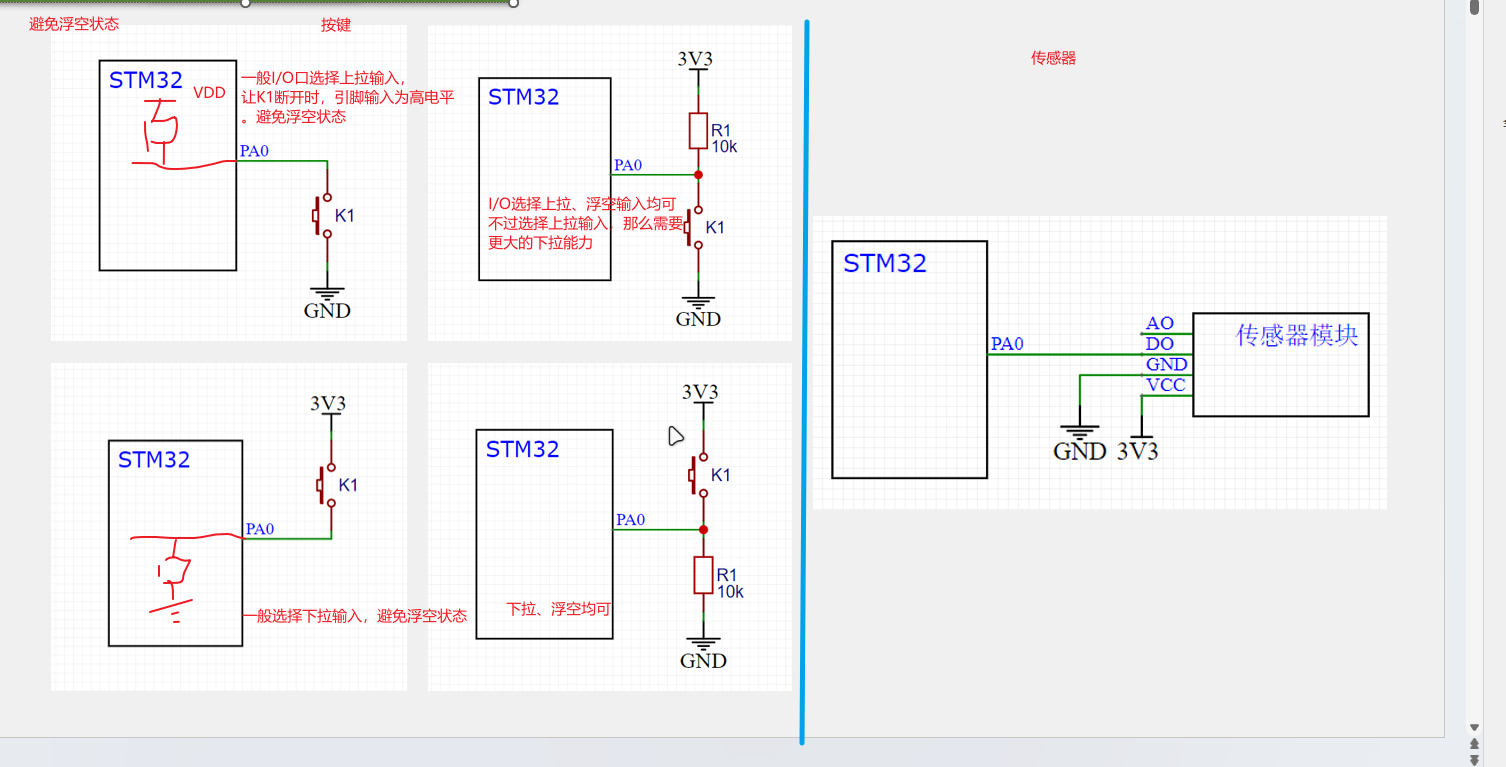 避免浮空状态
按键
STM32
VDD
一般I/O口选择上拉输入，
让K1断开时，引脚输入为高电平
。避免浮空状态
PA0
K1
GND
3V3
STM32
R1
10k
PA0
I/O选择上拉、浮空输入均可
不过选择上拉输入，那么需要
更大的下拉能力
K1
GND
3V3
STM32
K1
PA0
一般选择下拉输入，避免浮空状态
3V3
STM32
K1
PA0
R1
10k
下拉、浮空均可
GND
传感器
STM32
PA0
AO
DO
GND
VCC
传感器模块
GND
3V3